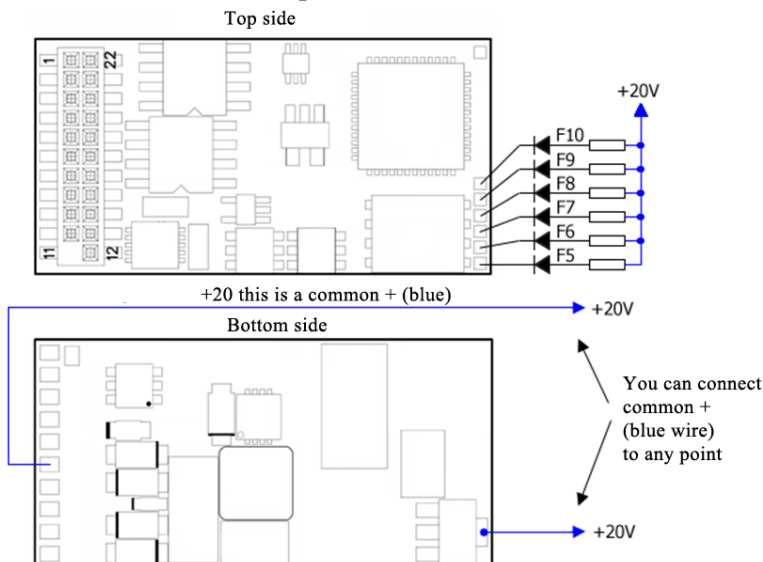 Top side
1
22
+20V
F10
F9
F8
F7
F6
F5
11
12
+20 this is a common + (blue)
+20V
Bottom side
You can connect
common +
(blue wire)
to any point
+20V